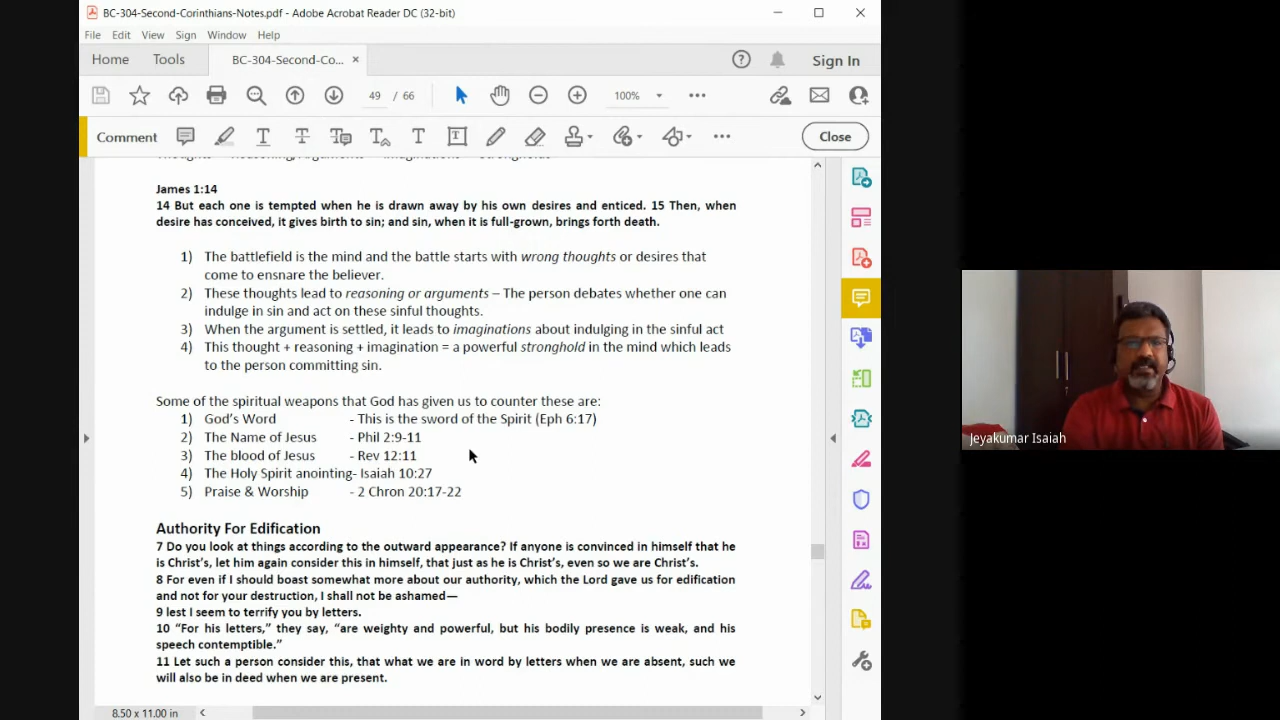 BC-304-Second-Corinthians-Notes.pdf - Adobe Acrobat Reader DC (32-bit)
File Edit View Sign Window Help
Home Tools BC-304-Second-Co... Sign In
49 / 66 100%
Comment Close
Thoughts Reasoning/Arguments Imaginations Strongholds
James 1:14
14 But each one is tempted when he is drawn away by his own desires and enticed. 15 Then, when
desire has conceived, it gives birth to sin; and sin, when it is full-grown, brings forth death.
1) The battlefield is the mind and the battle starts with wrong thoughts or desires that
come to ensnare the believer.
2) These thoughts lead to reasoning or arguments – The person debates whether one can
indulge in sin and act on these sinful thoughts.
3) When the argument is settled, it leads to imaginations about indulging in the sinful act
4) This thought + reasoning + imagination = a powerful stronghold in the mind which leads
to the person committing sin.
Some of the spiritual weapons that God has given us to counter these are:
1) God's Word - This is the sword of the Spirit (Eph 6:17)
2) The Name of Jesus - Phil 2:9-11
3) The blood of Jesus - Rev 12:11
4) The Holy Spirit anointing- Isaiah 10:27
5) Praise & Worship - 2 Chron 20:17-22
Authority For Edification
7 Do you look at things according to the outward appearance? If anyone is convinced in himself that he
is Christ's, let him again consider this in himself, that just as he is Christ's, even so we are Christ's.
8 For even if I should boast somewhat more about our authority, which the Lord gave us for edification
and not for your destruction, I shall not be ashamed—
9 lest I seem to terrify you by letters.
10 "For his letters," they say, "are weighty and powerful, but his bodily presence is weak, and his
speech contemptible."
11 Let such a person consider this, that what we are in word by letters when we are absent, such we
will also be in deed when we are present.
8.50 x 11.00 in
Jeyakumar Isaiah